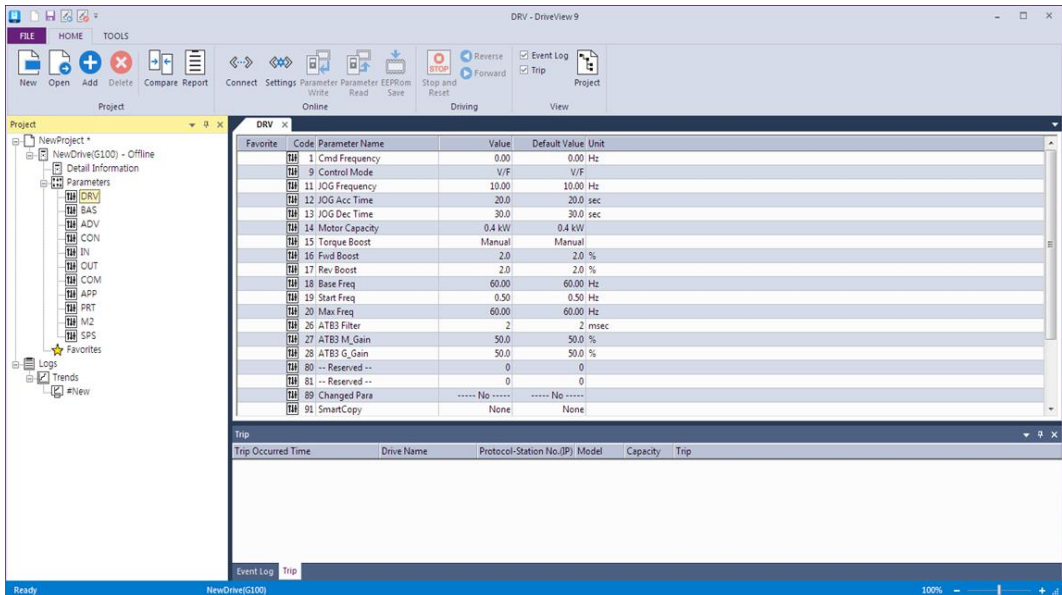 DRV - DriveView 9
FILE HOME TOOLS
New Open Add Delete Compare Report Connect Settings Parameter Write Parameter Read EEPRom Save Stop and Reset Reverse Forward Event Log Trip Project
STOP
Project Online Driving View
Project
NewProject *
NewDrive(G100) - Offline
Detail Information
Parameters
DRV
BAS
ADV
CON
IN
OUT
COM
APP
PRT
M2
SPS
Favorites
Logs
Trends
#New
DRV
Favorite Code Parameter Name Value Default Value Unit
1 Cmd Frequency 0.00 0.00 Hz
9 Control Mode V/F V/F
11 JOG Frequency 10.00 10.00 Hz
12 JOG Acc Time 20.0 20.0 sec
13 JOG Dec Time 30.0 30.0 sec
14 Motor Capacity 0.4 kW 0.4 kW
15 Torque Boost Manual Manual
16 Fwd Boost 2.0 2.0 %
17 Rev Boost 2.0 2.0 %
18 Base Freq 60.00 60.00 Hz
19 Start Freq 0.50 0.50 Hz
20 Max Freq 60.00 60.00 Hz
26 ATB3 Filter 2 2 msec
27 ATB3 M_Gain 50.0 50.0 %
28 ATB3 G_Gain 50.0 50.0 %
80 -- Reserved -- 0 0
81 -- Reserved -- 0 0
89 Changed Para ----- No ----- ----- No -----
91 SmartCopy None None
Trip
Trip Occurred Time Drive Name Protocol-Station No.(IP) Model Capacity Trip
Event Log Trip
Ready NewDrive(G100) 100%